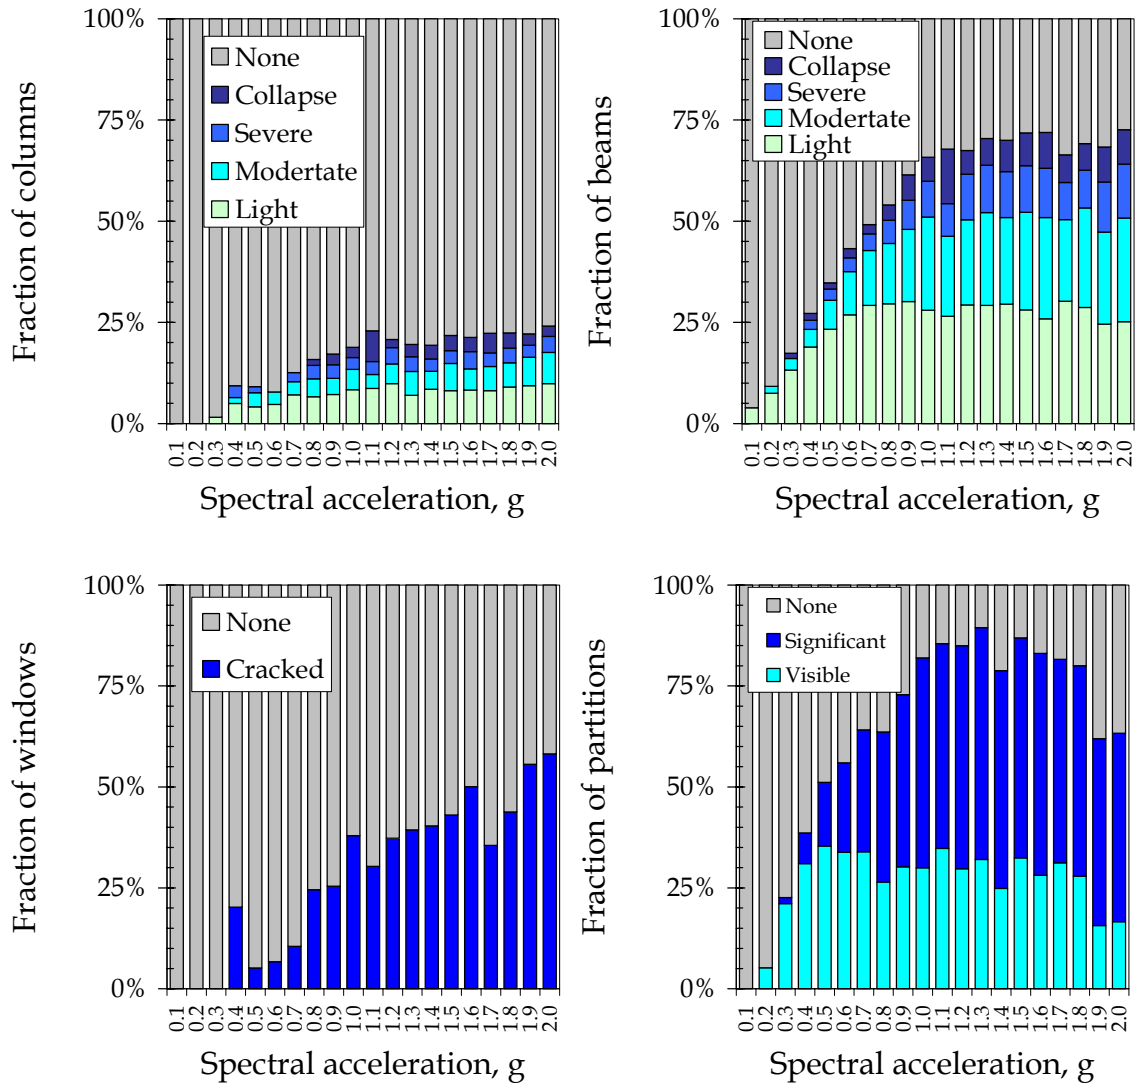 Fraction of columns
100%
75%
50%
25%
0%
None
Collapse
Severe
Modertate
Light
0.1 0.2 0.3 0.4 0.5 0.6 0.7 0.8 0.9 1.0 1.1 1.2 1.3 1.4 1.5 1.6 1.7 1.8 1.9 2.0
Spectral acceleration, g
Fraction of beams
100%
75%
50%
25%
0%
None
Collapse
Severe
Modertate
Light
0.1 0.2 0.3 0.4 0.5 0.6 0.7 0.8 0.9 1.0 1.1 1.2 1.3 1.4 1.5 1.6 1.7 1.8 1.9 2.0
Spectral acceleration, g
Fraction of windows
100%
75%
50%
25%
0%
None
Cracked
0.1 0.2 0.3 0.4 0.5 0.6 0.7 0.8 0.9 1.0 1.1 1.2 1.3 1.4 1.5 1.6 1.7 1.8 1.9 2.0
Spectral acceleration, g
Fraction of partitions
100%
75%
50%
25%
0%
None
Significant
Visible
0.1 0.2 0.3 0.4 0.5 0.6 0.7 0.8 0.9 1.0 1.1 1.2 1.3 1.4 1.5 1.6 1.7 1.8 1.9 2.0
Spectral acceleration, g